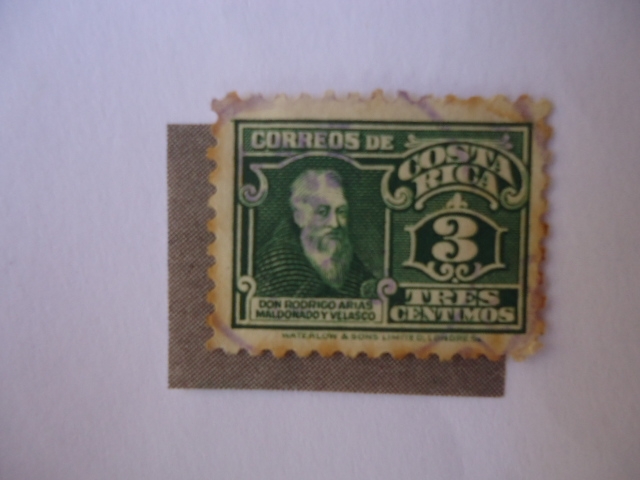 CORREOS DE
COSTA
RICA
3
TRES
CENTIMOS
DON RODRIGO ARIAS
MALDONADO Y VELASCO
WATERLOW & SONS LIMITED, LONDRES